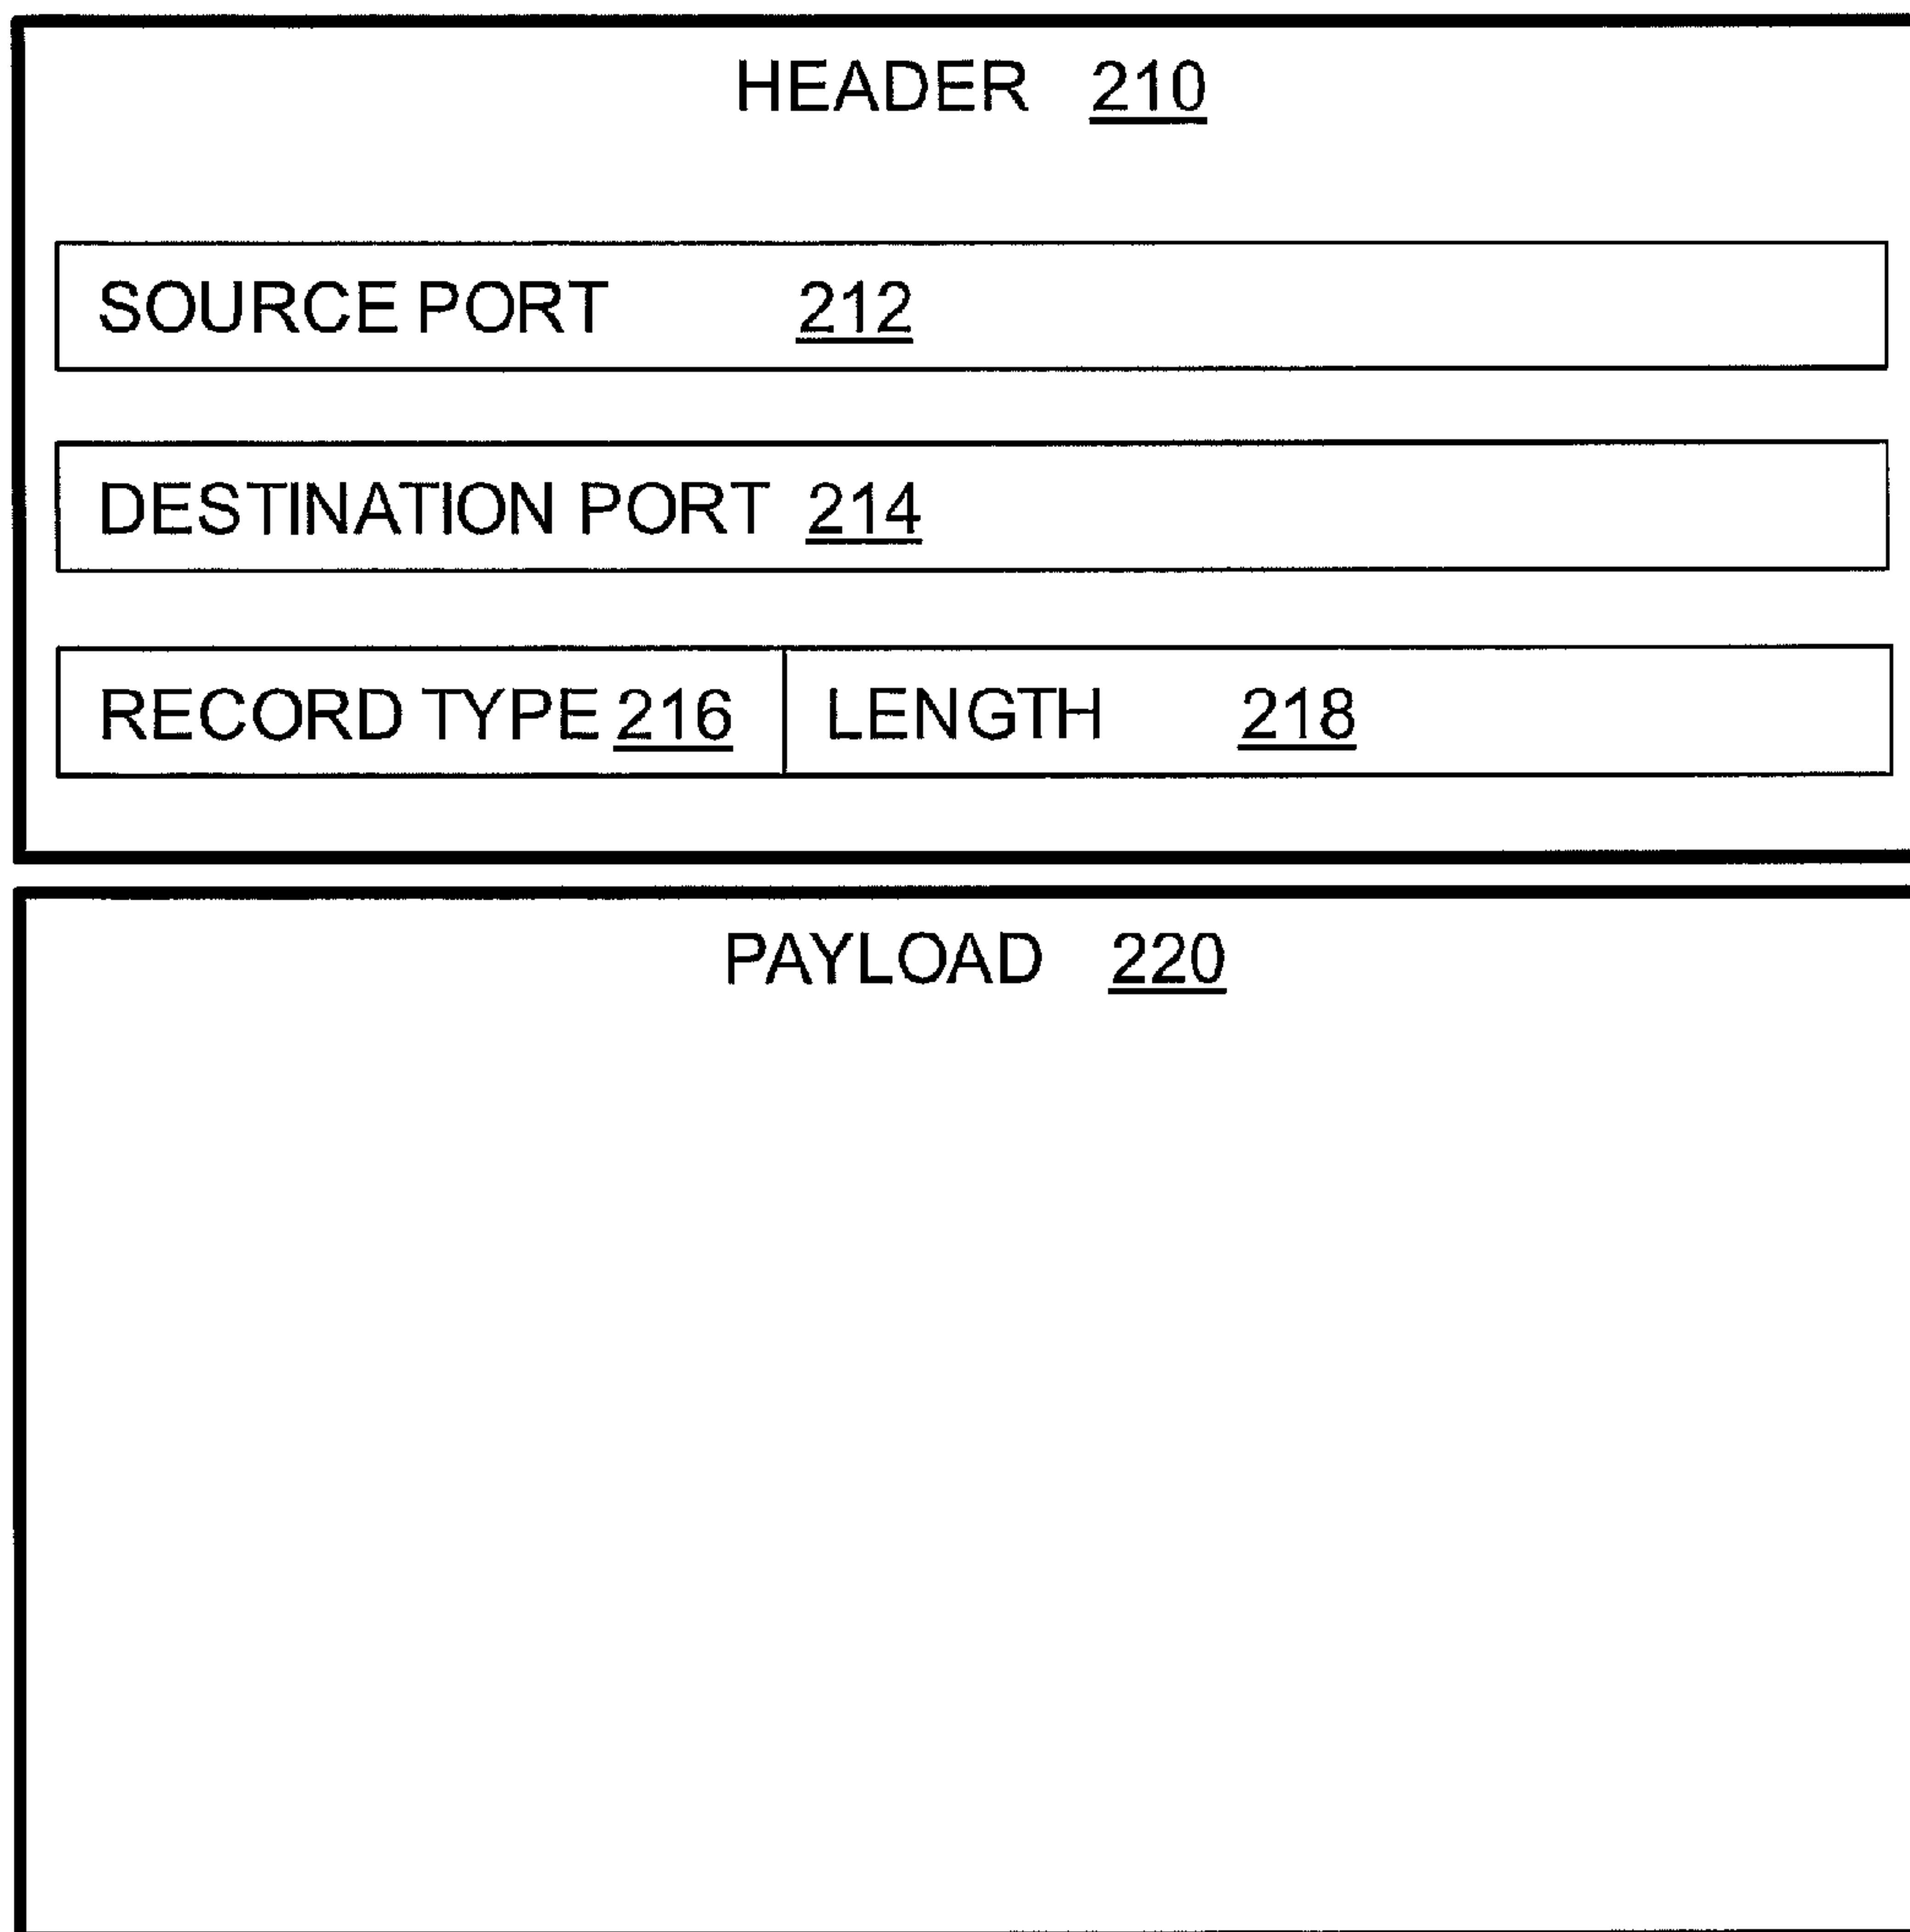 HEADER 210
SOURCE PORT 212
DESTINATION PORT 214
RECORD TYPE 216 LENGTH 218
PAYLOAD 220